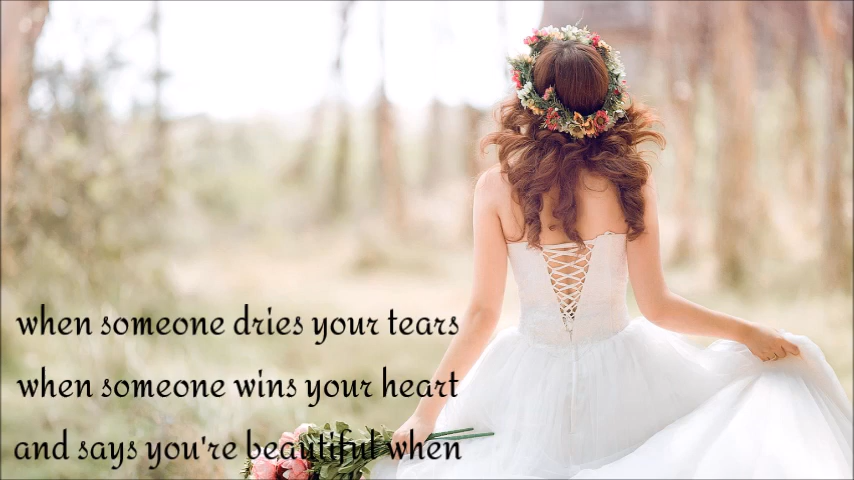 when someone dries your tears
when someone wins your heart
and says you're beautiful when